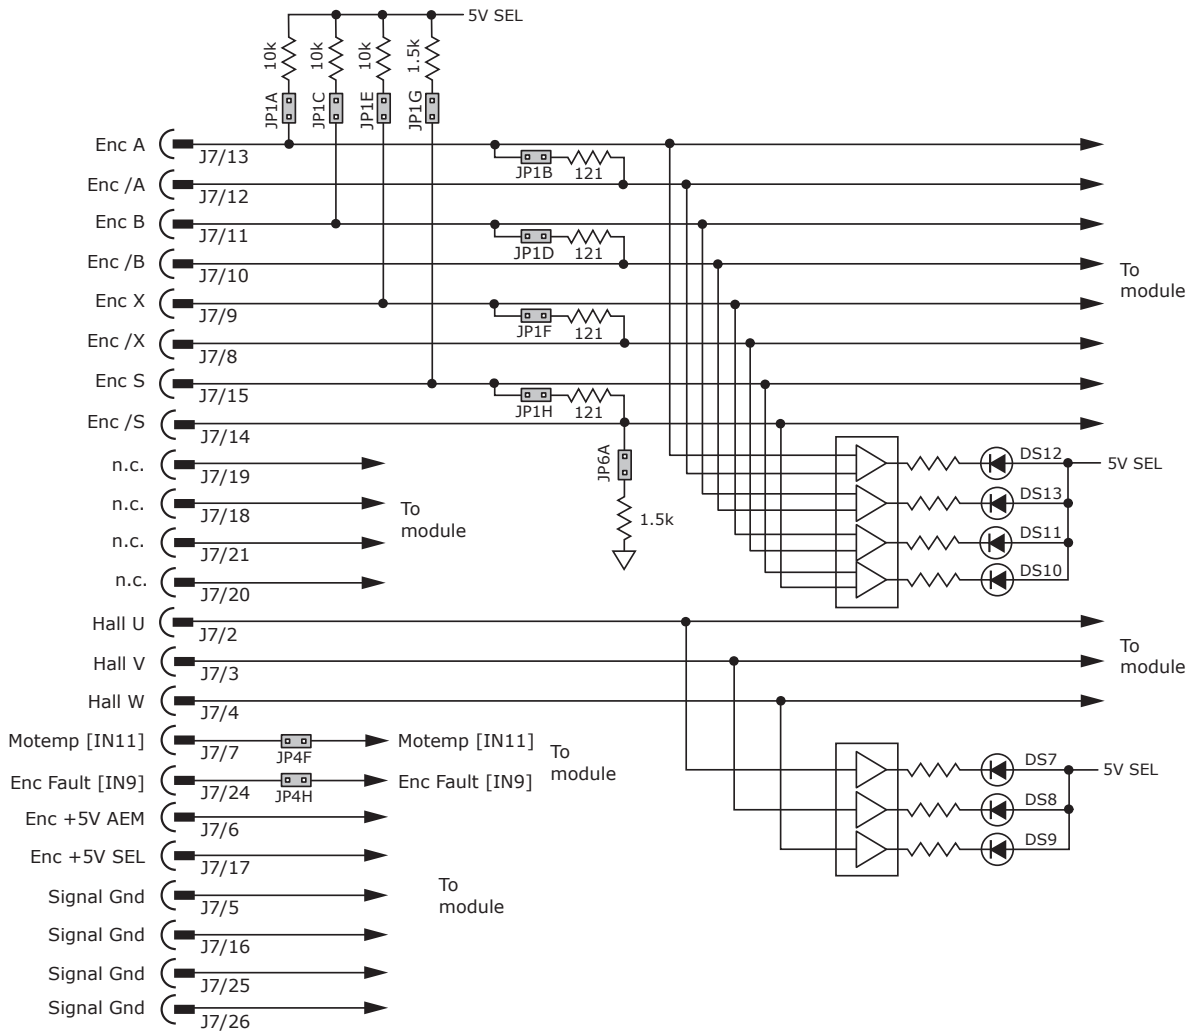 5V SEL
10k
10k
10k
1.5k
JP1A
JP1C
JP1E
JP1G
Enc A
J7/13
JP1B
121
Enc /A
J7/12
Enc B
J7/11
JP1D
121
Enc /B
J7/10
To
module
Enc X
J7/9
JP1F
121
Enc /X
J7/8
Enc S
J7/15
JP1H
121
Enc /S
J7/14
JP6A
1.5k
DS12
5V SEL
DS13
DS11
DS10
n.c.
J7/19
n.c.
J7/18
To
module
n.c.
J7/21
n.c.
J7/20
Hall U
J7/2
Hall V
J7/3
To
module
Hall W
J7/4
Motemp [IN11]
J7/7
JP4F
Motemp [IN11]
To
module
Enc Fault [IN9]
J7/24
JP4H
Enc Fault [IN9]
DS7
5V SEL
DS8
DS9
Enc +5V AEM
J7/6
Enc +5V SEL
J7/17
Signal Gnd
J7/5
To
module
Signal Gnd
J7/16
Signal Gnd
J7/25
Signal Gnd
J7/26